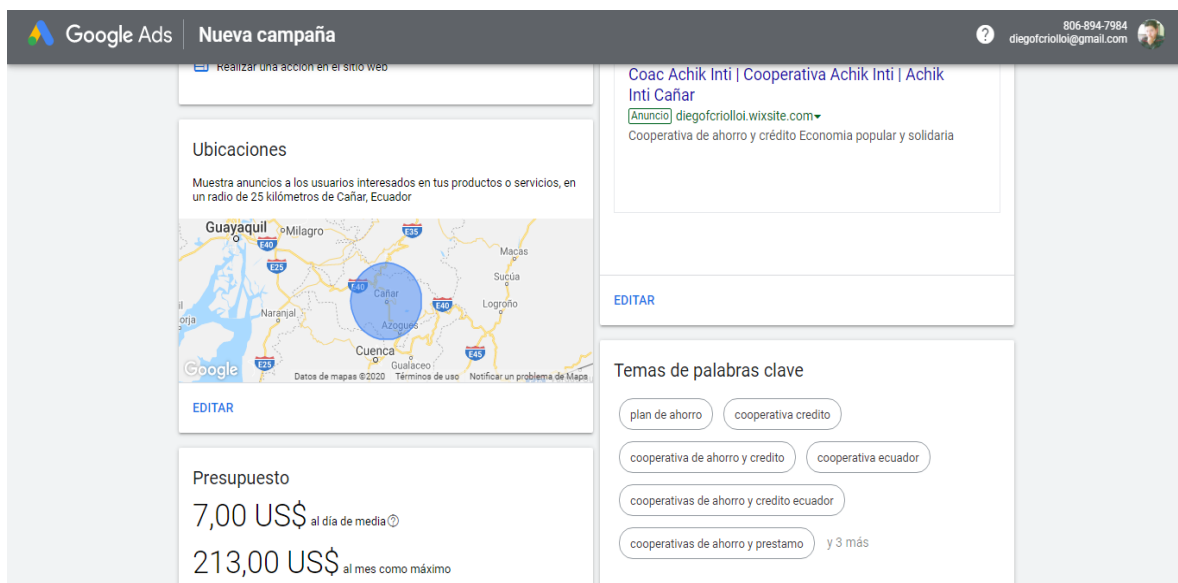 Google Ads
Nueva campaña
806-894-7984
diegofcriolloi@gmail.com
Realizar una acción en el sitio web
Ubicaciones
Muestra anuncios a los usuarios interesados en tus productos o servicios, en
un radio de 25 kilómetros de Cañar, Ecuador
Guayaquil
Milagro
E35
E40
Macas
E25
Sucúa
E40
Cañar
E40
Logroño
Naranjal
Azogues
Cuenca
E45
Gualaceo
E25
Google
Datos de mapas ©2020 Términos de uso Notificar un problema de Maps
EDITAR
Presupuesto
7,00 US$ al día de media
213,00 US$ al mes como máximo
Coac Achik Inti | Cooperativa Achik Inti | Achik
Inti Cañar
Anuncio diegofcriolloi.wixsite.com
Cooperativa de ahorro y crédito Economia popular y solidaria
EDITAR
Temas de palabras clave
plan de ahorro
cooperativa credito
cooperativa de ahorro y credito
cooperativa ecuador
cooperativas de ahorro y credito ecuador
cooperativas de ahorro y prestamo
y 3 más